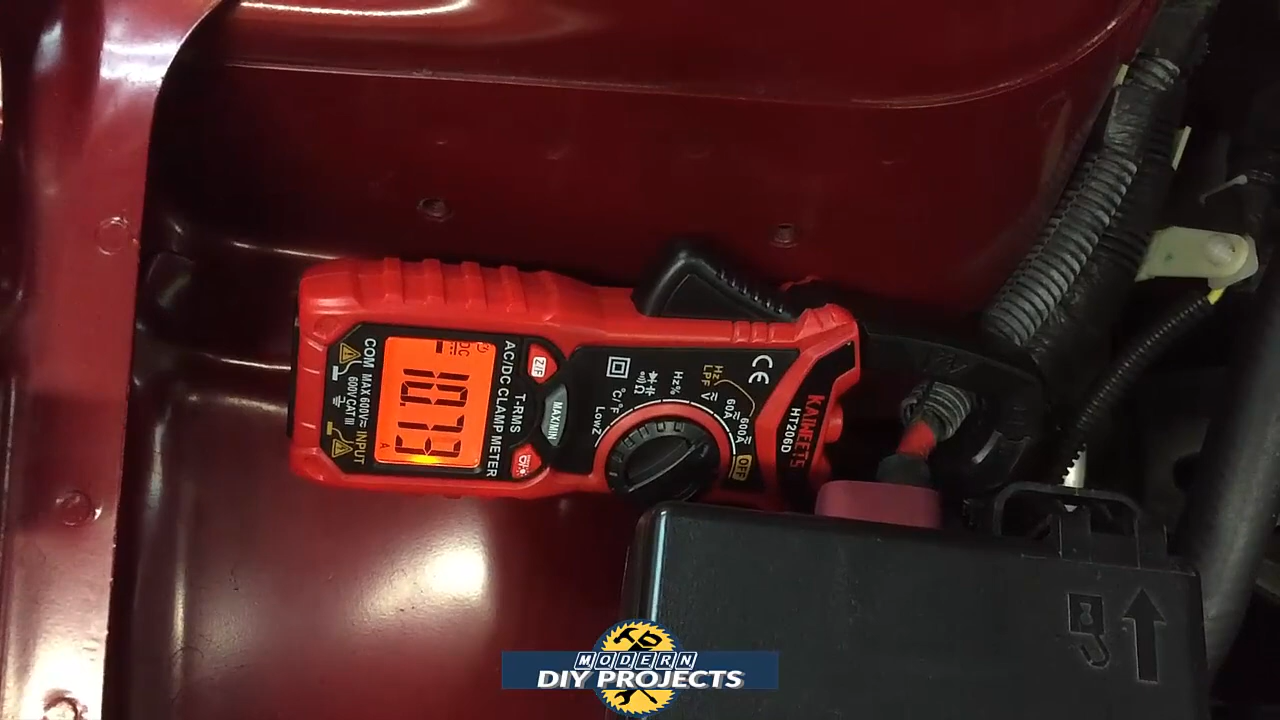 AC/DC CLAMP METER
T-RMS
DC
A
COM
MAX 600V
600V CAT III
INPUT
Z/F
MAX/MIN
°C/°F
LowZ
Hz%
Hz
LPF
V
60A
600A
OFF
CE
KAIWEETS
HT206D
MODERN
DIY PROJECTS